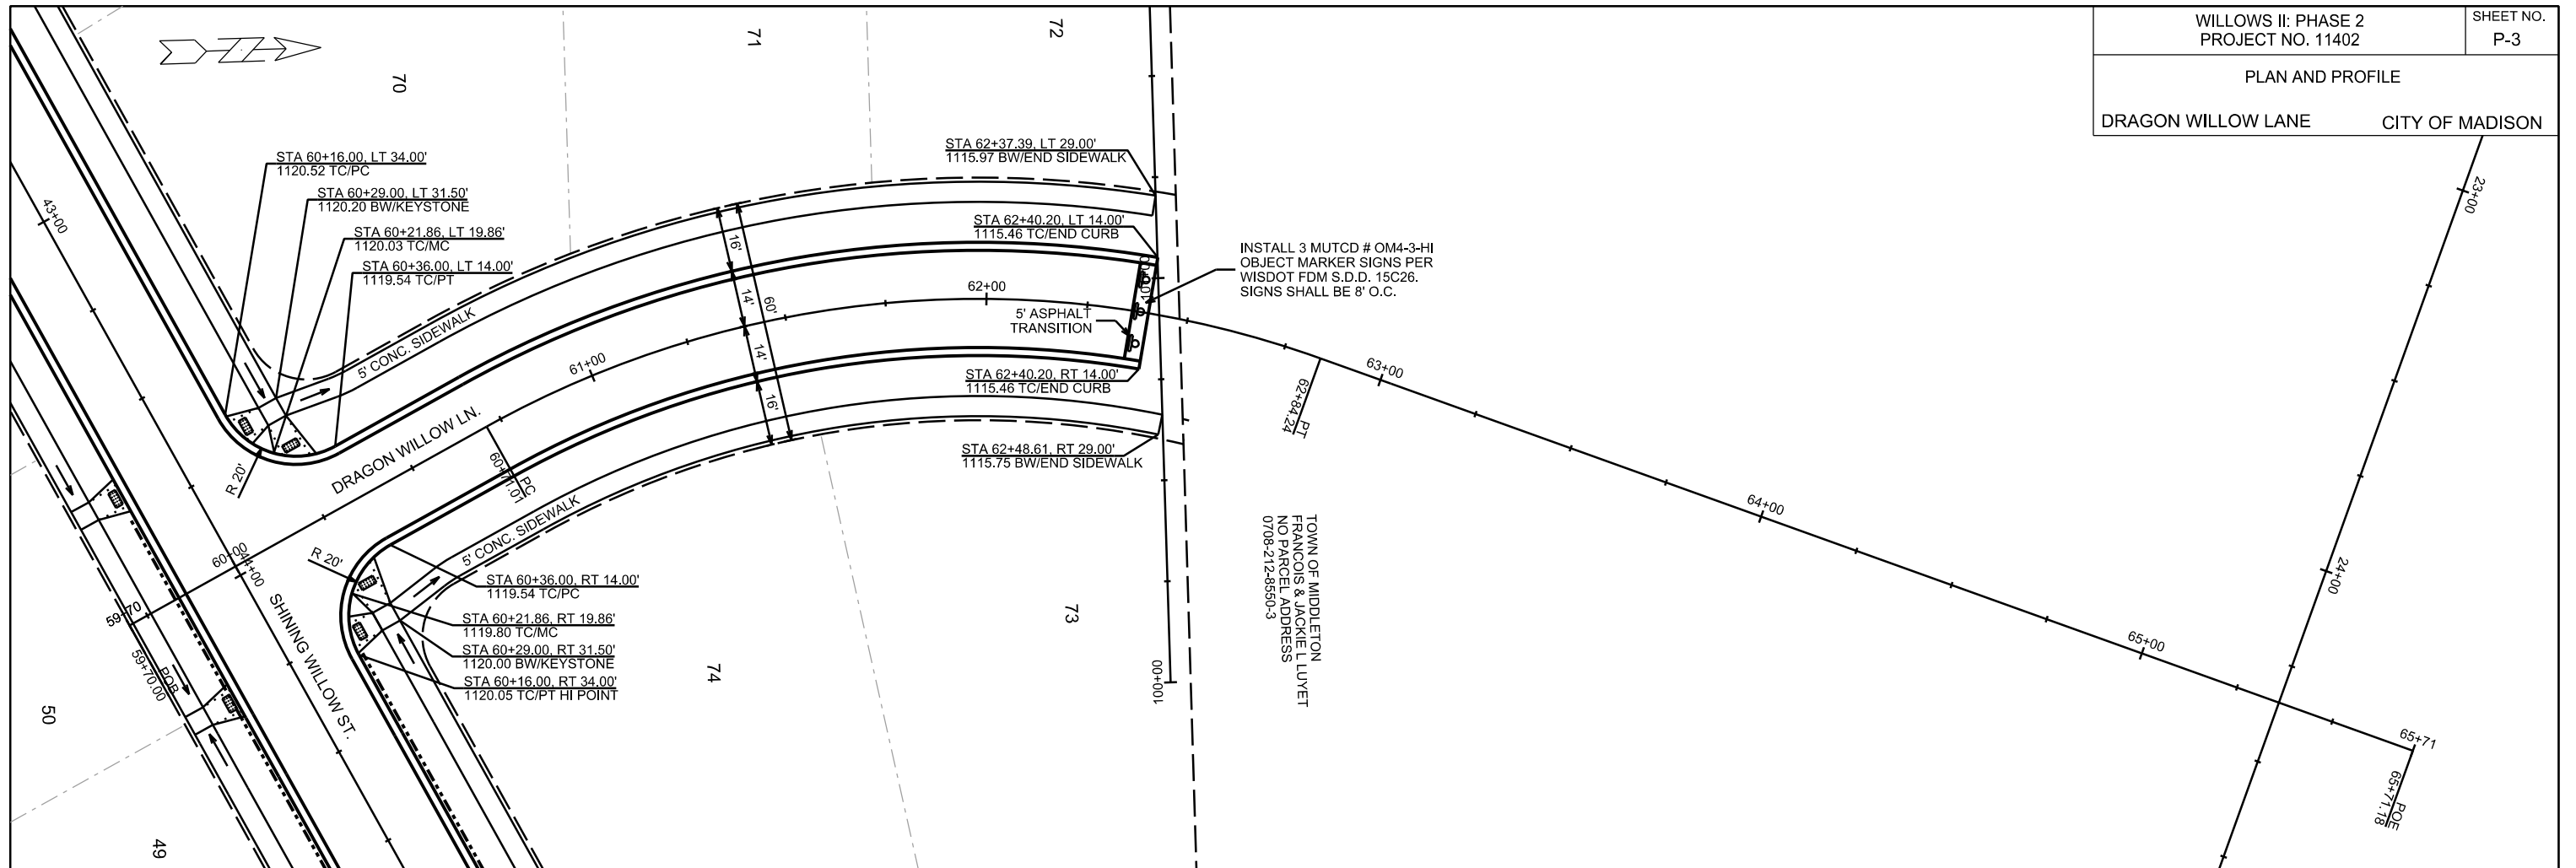 WILLOWS II: PHASE 2
PROJECT NO. 11402
SHEET NO.
P-3
PLAN AND PROFILE
DRAGON WILLOW LANE
CITY OF MADISON
70
71
72
STA 60+16.00, LT 34.00'
1120.52 TC/PC
STA 60+29.00, LT 31.50'
1120.20 BW/KEYSTONE
STA 60+21.86, LT 19.86'
1120.03 TC/MC
STA 60+36.00, LT 14.00'
1119.54 TC/PT
STA 62+37.39, LT 29.00'
1115.97 BW/END SIDEWALK
STA 62+40.20, LT 14.00'
1115.46 TC/END CURB
INSTALL 3 MUTCD # OM4-3-HI
OBJECT MARKER SIGNS PER
WISDOT FDM S.D.D. 15C26.
SIGNS SHALL BE 8' O.C.
43+00
23+00
16'
14'
60'
14'
16'
62+00
5' ASPHALT
TRANSITION
5' CONC. SIDEWALK
61+00
STA 62+40.20, RT 14.00'
1115.46 TC/END CURB
63+00
62+84.24
PT
STA 62+48.61, RT 29.00'
1115.75 BW/END SIDEWALK
DRAGON WILLOW LN.
R 20'
PC
5' CONC. SIDEWALK
64+00
60+00
44+00
R 20'
STA 60+36.00, RT 14.00'
1119.54 TC/PC
STA 60+21.86, RT 19.86'
1119.80 TC/MC
STA 60+29.00, RT 31.50'
1120.00 BW/KEYSTONE
STA 60+16.00, RT 34.00'
1120.05 TC/PT HI POINT
TOWN OF MIDDLETON
FRANCOIS & JACKIE L LUYET
NO PARCEL ADDRESS
0708-212-8550-3
24+00
59+70
POB
59+70.00
SHINING WILLOW ST.
73
74
100+00
65+00
65+71
POE
65+71.18
50
49